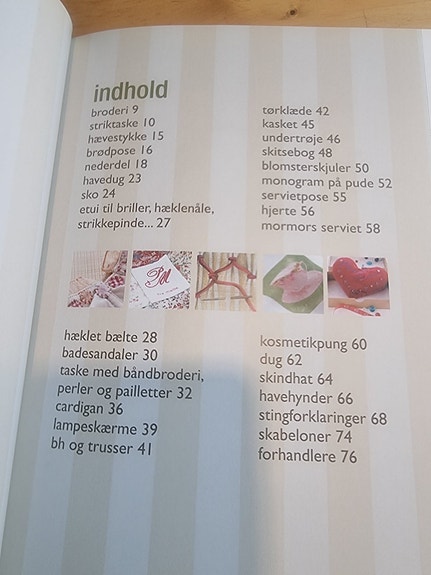 indhold
broderi 9
striktaske 10
hævestykke 15
brødpose 16
nederdel 18
havedug 23
sko 24
etui til briller, hæklenåle,
strikkepinde... 27
tørklæde 42
kasket 45
undertrøje 46
skitsebog 48
blomsterskjuler 50
monogram på pude 52
servietpose 55
hjerte 56
mormors serviet 58
hæklet bælte 28
badesandaler 30
taske med båndbroderi,
perler og pailletter 32
cardigan 36
lampeskærme 39
bh og trusser 41
kosmetikpung 60
dug 62
skindhat 64
havehynder 66
stingforklaringer 68
skabeloner 74
forhandlere 76